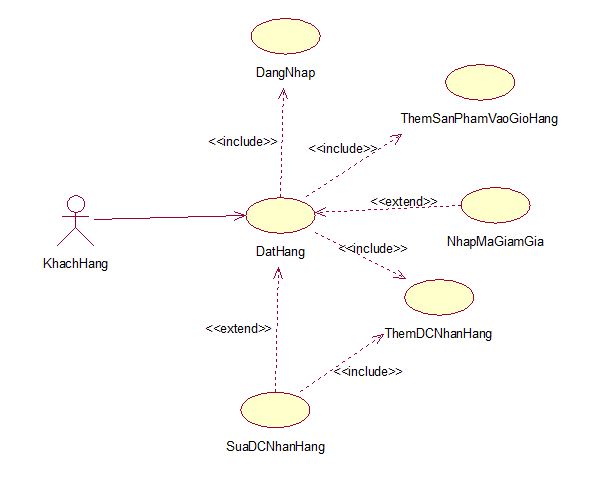 DangNhap
ThemSanPhamVaoGioHang
<<include>>
<<include>>
<<extend>>
NhapMaGiamGia
KhachHang
DatHang
<<include>>
<<extend>>
ThemDCNhanHang
<<include>>
SuaDCNhanHang